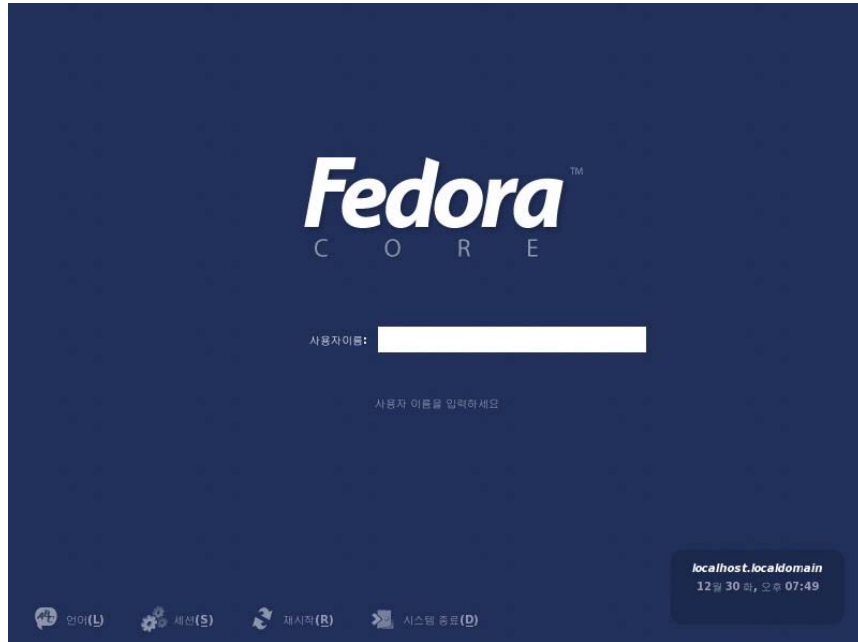 Fedora™
CORE
사용자이름:
사용자 이름을 입력하세요
localhost.localdomain
12월 30 화, 오후 07:49
언어(L) 세션(S) 재시작(R) 시스템 종료(D)